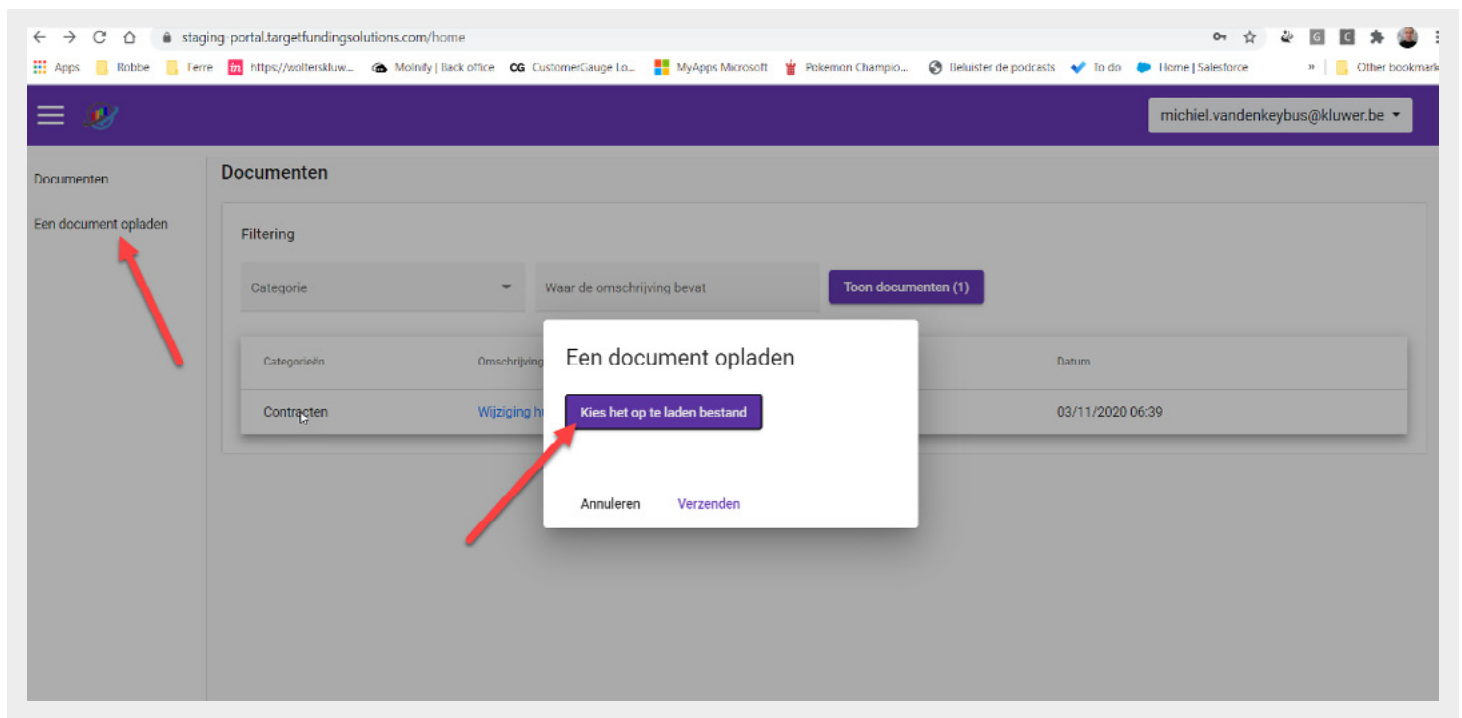 staging-portal.targetfundingsolutions.com/home
G C
Apps Robbe Ferre in https://wolterskluw... Molnify | Back office CG CustomerGauge Lo... MyApps Microsoft Pokemon Champio... Beluister de podcasts To do Home | Salesforce » Other bookmark
michiel.vandenkeybus@kluwer.be
Documenten
Een document opladen
Documenten
Filtering
Categorie Waar de omschrijving bevat Toon documenten (1)
Categorieën Omschrijving Datum
Contracten Wijziging h 03/11/2020 06:39
Een document opladen
Kies het op te laden bestand
Annuleren Verzenden